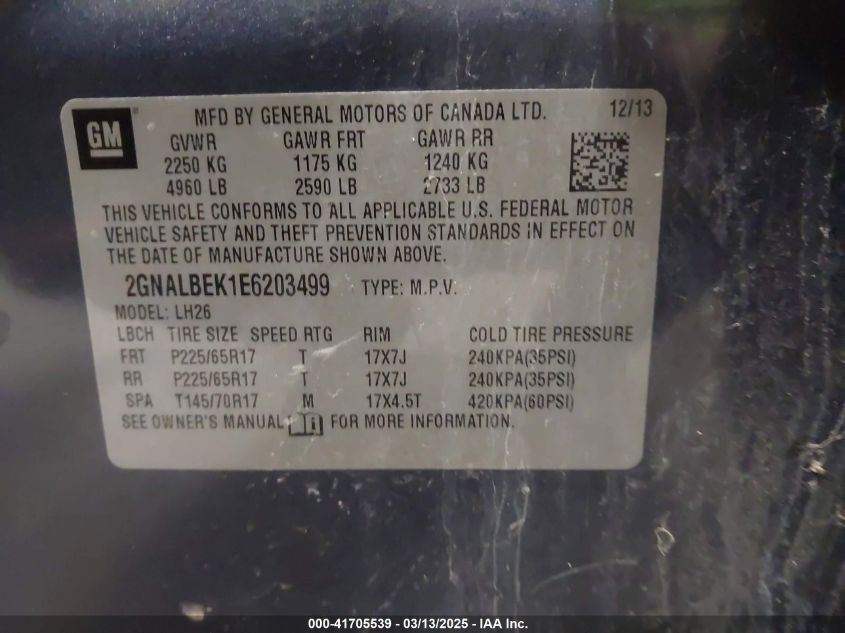 GM
MFD BY GENERAL MOTORS OF CANADA LTD. 12/13
GVWR GAWR FRT GAWR RR
2250 KG 1175 KG 1240 KG
4960 LB 2590 LB 2733 LB
THIS VEHICLE CONFORMS TO ALL APPLICABLE U.S. FEDERAL MOTOR
VEHICLE SAFETY AND THEFT PREVENTION STANDARDS IN EFFECT ON
THE DATE OF MANUFACTURE SHOWN ABOVE.
2GNALBEK1E6203499 TYPE: M.P.V.
MODEL: LH26
LBCH TIRE SIZE SPEED RTG RIM COLD TIRE PRESSURE
FRT P225/65R17 T 17X7J 240KPA(35PSI)
RR P225/65R17 T 17X7J 240KPA(35PSI)
SPA T145/70R17 M 17X4.5T 420KPA(60PSI)
SEE OWNER'S MANUAL i FOR MORE INFORMATION.
000-41705539 - 03/13/2025 - IAA Inc.